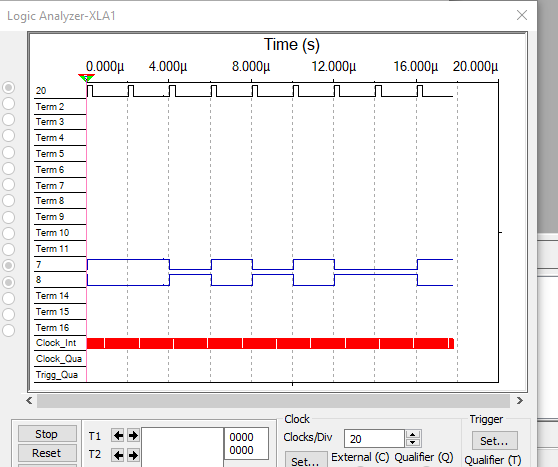 Logic Analyzer-XLA1
Time (s)
0.000µ 4.000µ 8.000µ 12.000µ 16.000µ 20.000µ
20
Term 2
Term 3
Term 4
Term 5
Term 6
Term 7
Term 8
Term 9
Term 10
Term 11
7
8
Term 14
Term 15
Term 16
Clock_Int
Clock_Qua
Trigg_Qua
Stop
Reset
T1
T2
0000
0000
Clock
Clocks/Div 20
Set... External (C) Qualifier (Q)
Trigger
Set...
Qualifier (T)